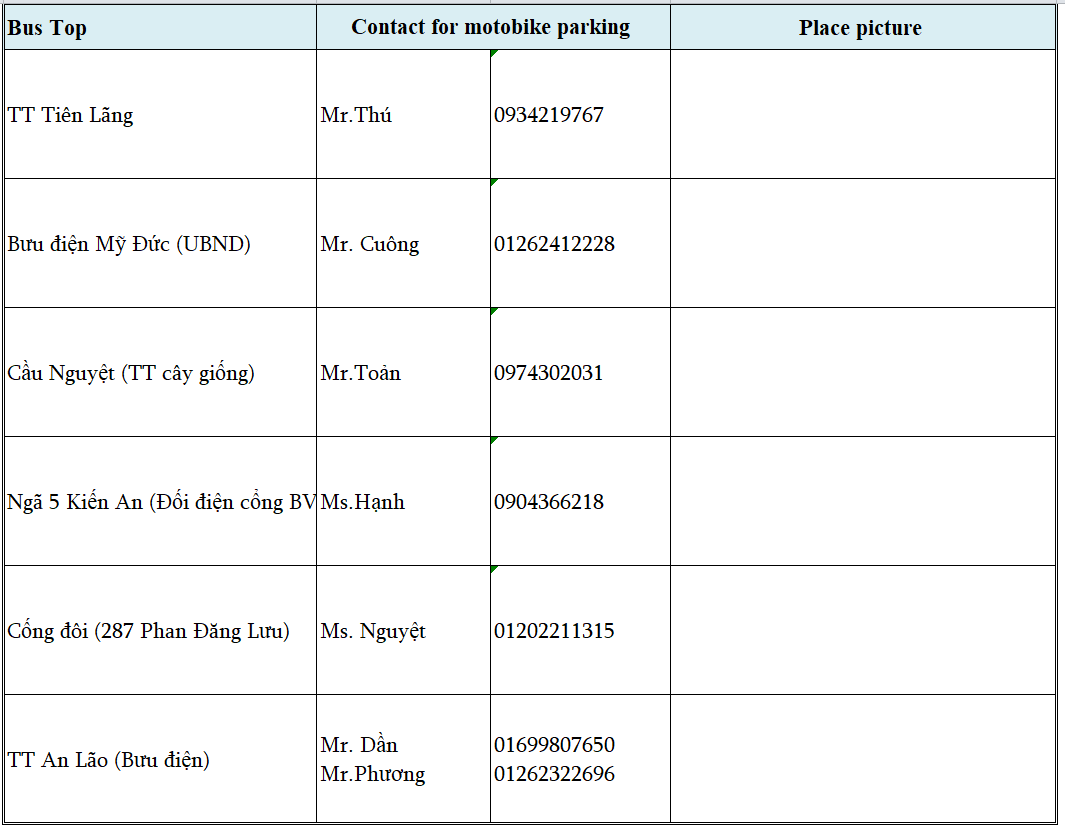 Bus Top Contact for motobike parking Place picture
TT Tiên Lãng Mr.Thú 0934219767
Bưu điện Mỹ Đức (UBND) Mr. Cuông 01262412228
Cầu Nguyệt (TT cây giống) Mr.Toản 0974302031
Ngã 5 Kiến An (Đối điện cổng BV Ms.Hạnh 0904366218
Cống đôi (287 Phan Đăng Lưu) Ms. Nguyệt 01202211315
TT An Lão (Bưu điện) Mr. Dần 01699807650
Mr.Phương 01262322696